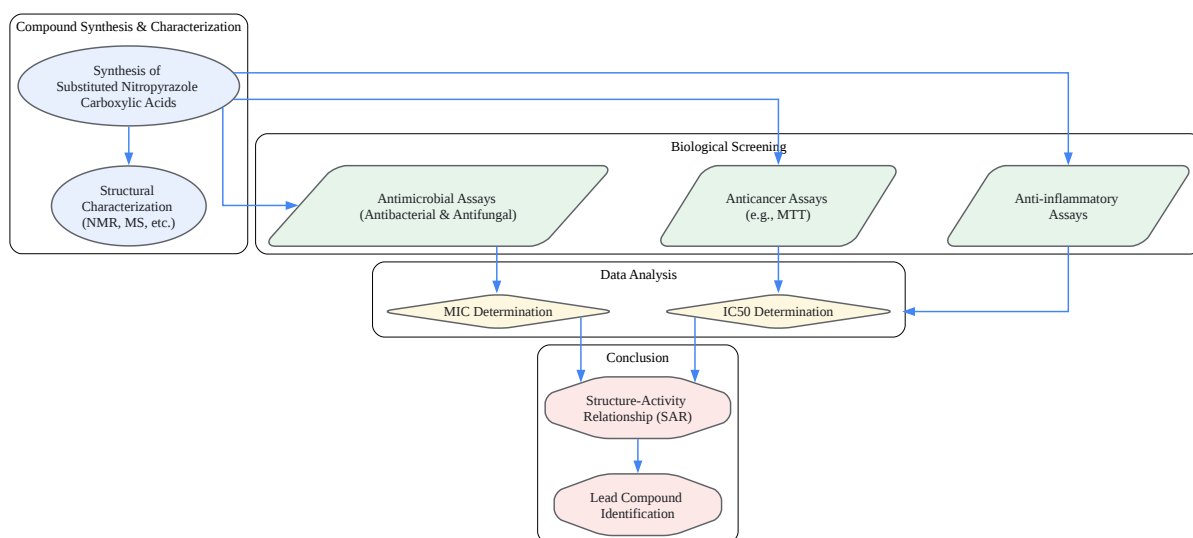 Compound Synthesis & Characterization
Synthesis of
Substituted Nitropyrazole
Carboxylic Acids
Structural
Characterization
(NMR, MS, etc.)
Biological Screening
Antimicrobial Assays
(Antibacterial & Antifungal)
Anticancer Assays
(e.g., MTT)
Anti-inflammatory
Assays
Data Analysis
MIC Determination
IC50 Determination
Conclusion
Structure-Activity
Relationship (SAR)
Lead Compound
Identification